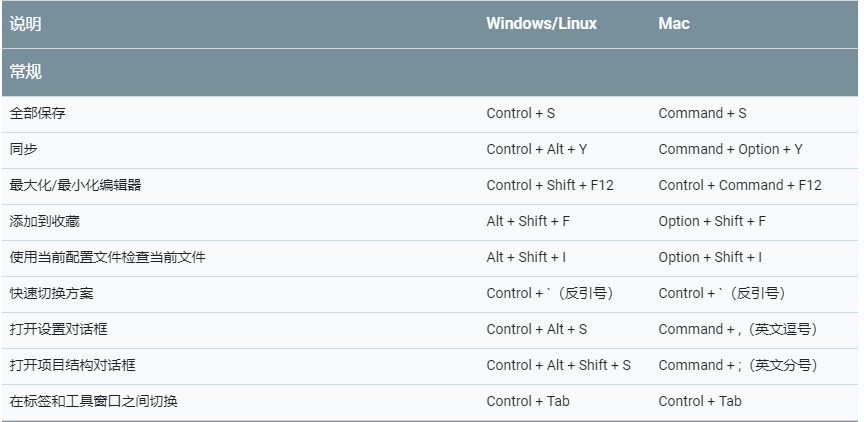 说明 Windows/Linux Mac
常规
全部保存 Control + S Command + S
同步 Control + Alt + Y Command + Option + Y
最大化/最小化编辑器 Control + Shift + F12 Control + Command + F12
添加到收藏 Alt + Shift + F Option + Shift + F
使用当前配置文件检查当前文件 Alt + Shift + I Option + Shift + I
快速切换方案 Control + `（反引号） Control + `（反引号）
打开设置对话框 Control + Alt + S Command + ,（英文逗号）
打开项目结构对话框 Control + Alt + Shift + S Command + ;（英文分号）
在标签和工具窗口之间切换 Control + Tab Control + Tab